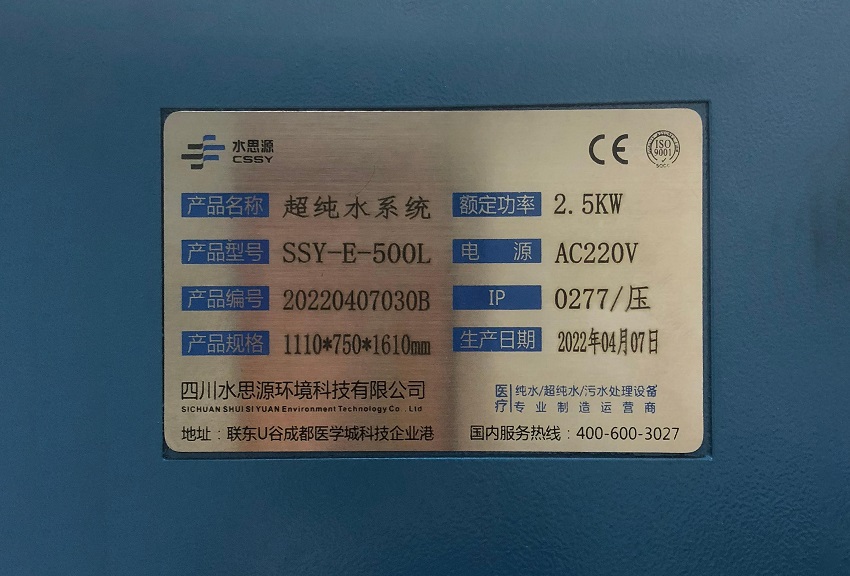 水思源
CSSY
CE
ISO
9001
产品名称 超纯水系统 额定功率 2.5KW
产品型号 SSY-E-500L 电 源 AC220V
产品编号 20220407030B IP 0277/压
产品规格 1110*750*1610mm 生产日期 2022年04月07日
四川水思源环境科技有限公司
SICHUAN SHUI SI YUAN Environment Technology Co . Ltd
医疗 纯水/超纯水/污水处理设备
专业制造运营商
地址：联东U谷成都医学城科技企业港 国内服务热线：400-600-3027